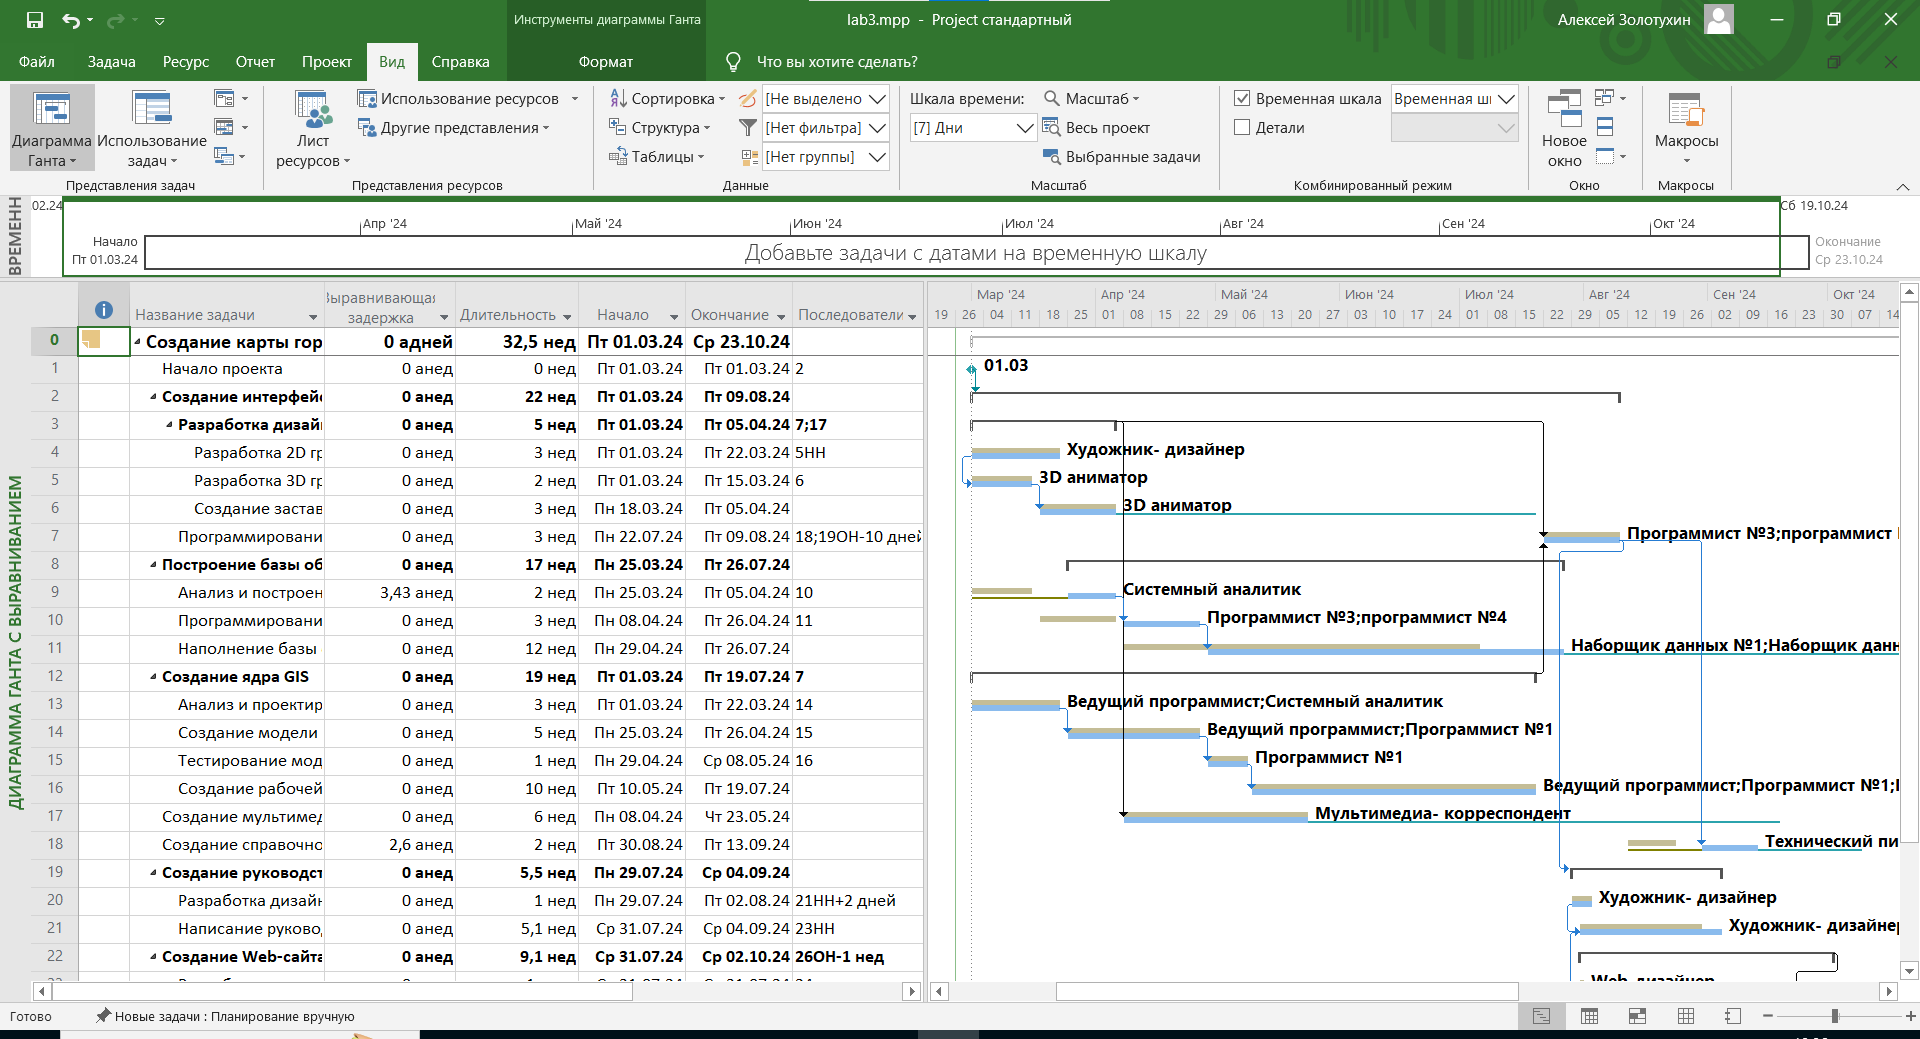 Инструменты диаграммы Ганта
lab3.mpp - Project стандартный
Алексей Золотухин
Файл Задача Ресурс Отчет Проект Вид Справка Формат Что вы хотите сделать?
Диаграмма Ганта
Использование задач
Представления задач
Лист ресурсов
Использование ресурсов
Другие представления
Представления ресурсов
Сортировка
Структура
Таблицы
[Не выделено
[Нет фильтра]
[Нет группы]
Данные
Шкала времени:
[7] Дни
Масштаб
Весь проект
Выбранные задачи
Масштаб
Временная шкала
Временная ш
Детали
Комбинированный режим
Новое окно
Окно
Макросы
Макросы
ВРЕМЕНН
02.24
Сб 19.10.24
Апр '24 Май '24 Июн '24 Июл '24 Авг '24 Сен '24 Окт '24
Начало
Пт 01.03.24
Добавьте задачи с датами на временную шкалу
Окончание
Ср 23.10.24
ДИАГРАММА ГАНТА С ВЫРАВНИВАНИЕМ
Название задачи Выравнивающая задержка Длительность Начало Окончание Последователи
0 Создание карты гор 0 адней 32,5 нед Пт 01.03.24 Ср 23.10.24
1 Начало проекта 0 анед 0 нед Пт 01.03.24 Пт 01.03.24 2
2 Создание интерфейс 0 анед 22 нед Пт 01.03.24 Пт 09.08.24
3 Разработка дизай 0 анед 5 нед Пт 01.03.24 Пт 05.04.24 7;17
4 Разработка 2D гр 0 анед 3 нед Пт 01.03.24 Пт 22.03.24 5НН
5 Разработка 3D гр 0 анед 2 нед Пт 01.03.24 Пт 15.03.24 6
6 Создание застав 0 анед 3 нед Пн 18.03.24 Пт 05.04.24
7 Программировани 0 анед 3 нед Пн 22.07.24 Пт 09.08.24 18;19ОН-10 дней
8 Построение базы об 0 анед 17 нед Пн 25.03.24 Пт 26.07.24
9 Анализ и построен 3,43 анед 2 нед Пн 25.03.24 Пт 05.04.24 10
10 Программировани 0 анед 3 нед Пн 08.04.24 Пт 26.04.24 11
11 Наполнение базы 0 анед 12 нед Пн 29.04.24 Пт 26.07.24
12 Создание ядра GIS 0 анед 19 нед Пт 01.03.24 Пт 19.07.24 7
13 Анализ и проектир 0 анед 3 нед Пт 01.03.24 Пт 22.03.24 14
14 Создание модели 0 анед 5 нед Пн 25.03.24 Пт 26.04.24 15
15 Тестирование мод 0 анед 1 нед Пн 29.04.24 Ср 08.05.24 16
16 Создание рабочей 0 анед 10 нед Пт 10.05.24 Пт 19.07.24
17 Создание мультимед 0 анед 6 нед Пн 08.04.24 Чт 23.05.24
18 Создание справочно 2,6 анед 2 нед Пт 30.08.24 Пт 13.09.24
19 Создание руководст 0 анед 5,5 нед Пн 29.07.24 Ср 04.09.24
20 Разработка дизайн 0 анед 1 нед Пн 29.07.24 Пт 02.08.24 21НН+2 дней
21 Написание руково 0 анед 5,1 нед Ср 31.07.24 Ср 04.09.24 23НН
22 Создание Web-сайта 0 анед 9,1 нед Ср 31.07.24 Ср 02.10.24 26ОН-1 нед
Мар '24 Апр '24 Май '24 Июн '24 Июл '24 Авг '24 Сен '24 Окт '24
19 26 04 11 18 25 01 08 15 22 29 06 13 20 27 03 10 17 24 01 08 15 22 29 05 12 19 26 02 09 16 23 30 07 14
01.03
Художник- дизайнер
3D аниматор
3D аниматор
Программист №3;программист
Системный аналитик
Программист №3;программист №4
Наборщик данных №1;Наборщик данн
Ведущий программист;Системный аналитик
Ведущий программист;Программист №1
Программист №1
Ведущий программист;Программист №1;
Мультимедиа- корреспондент
Технический пи
Художник- дизайнер
Художник- дизайнер
Web-дизайнер
Готово
Новые задачи : Планирование вручную